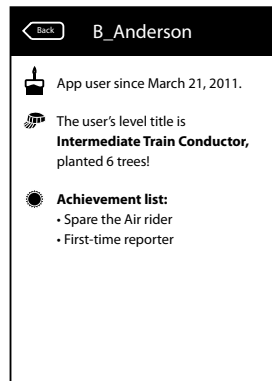 Back
B_Anderson
App user since March 21, 2011.
The user's level title is
Intermediate Train Conductor,
planted 6 trees!
Achievement list:
• Spare the Air rider
• First-time reporter